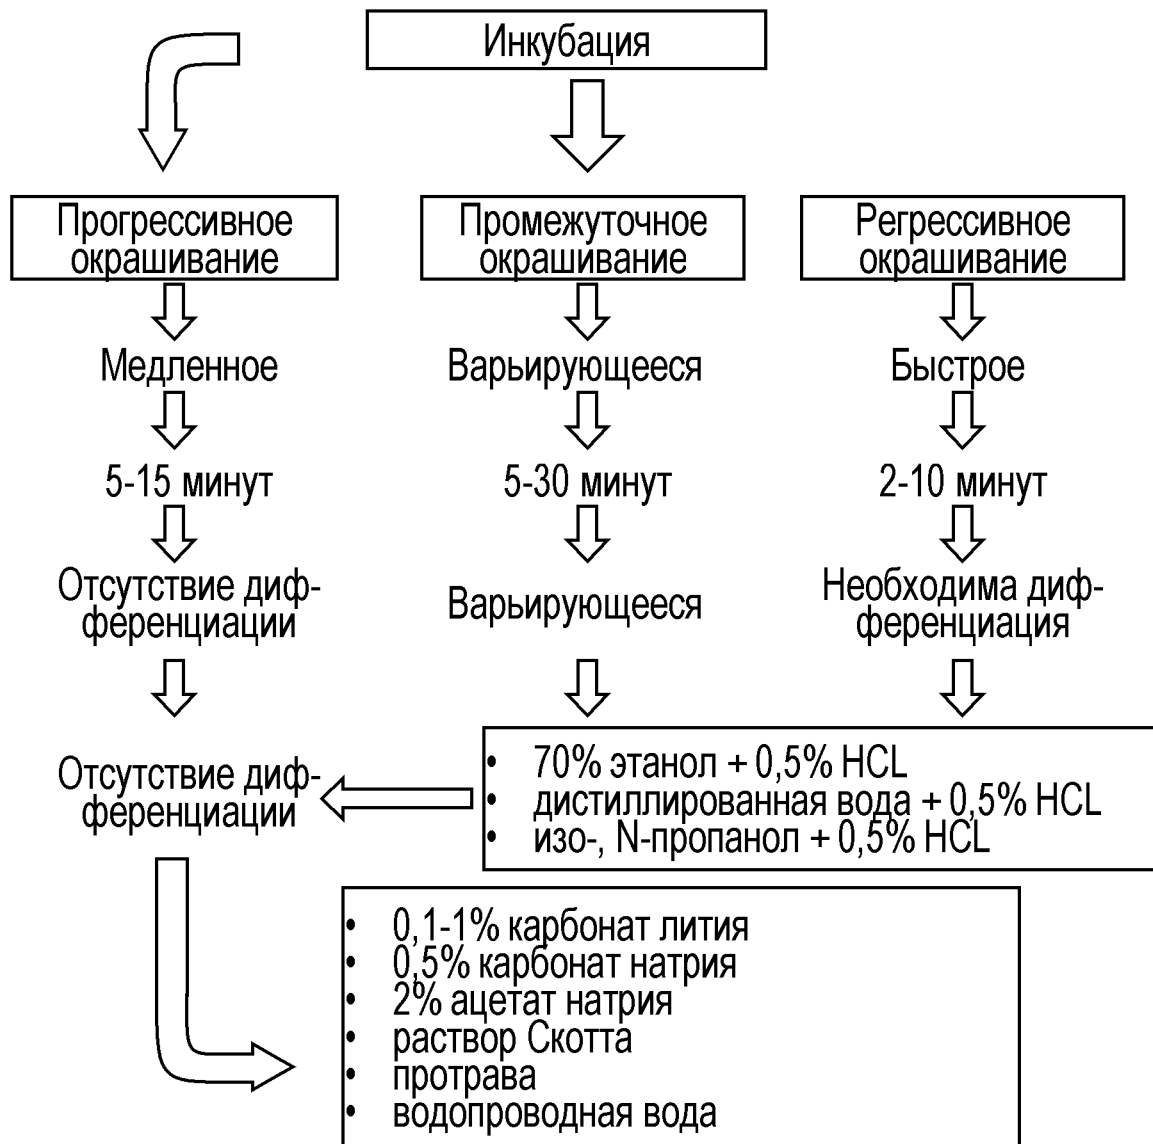 Инкубация
Прогрессивное
окрашивание
Промежуточное
окрашивание
Регрессивное
окрашивание
Медленное
Варьирующееся
Быстрое
5-15 минут
5-30 минут
2-10 минут
Отсутствие диф-
ференциации
Варьирующееся
Необходима диф-
ференциация
Отсутствие диф-
ференциации
• 70% этанол + 0,5% HCL
• дистиллированная вода + 0,5% HCL
• изо-, N-пропанол + 0,5% HCL
• 0,1-1% карбонат лития
• 0,5% карбонат натрия
• 2% ацетат натрия
• раствор Скотта
• протрава
• водопроводная вода